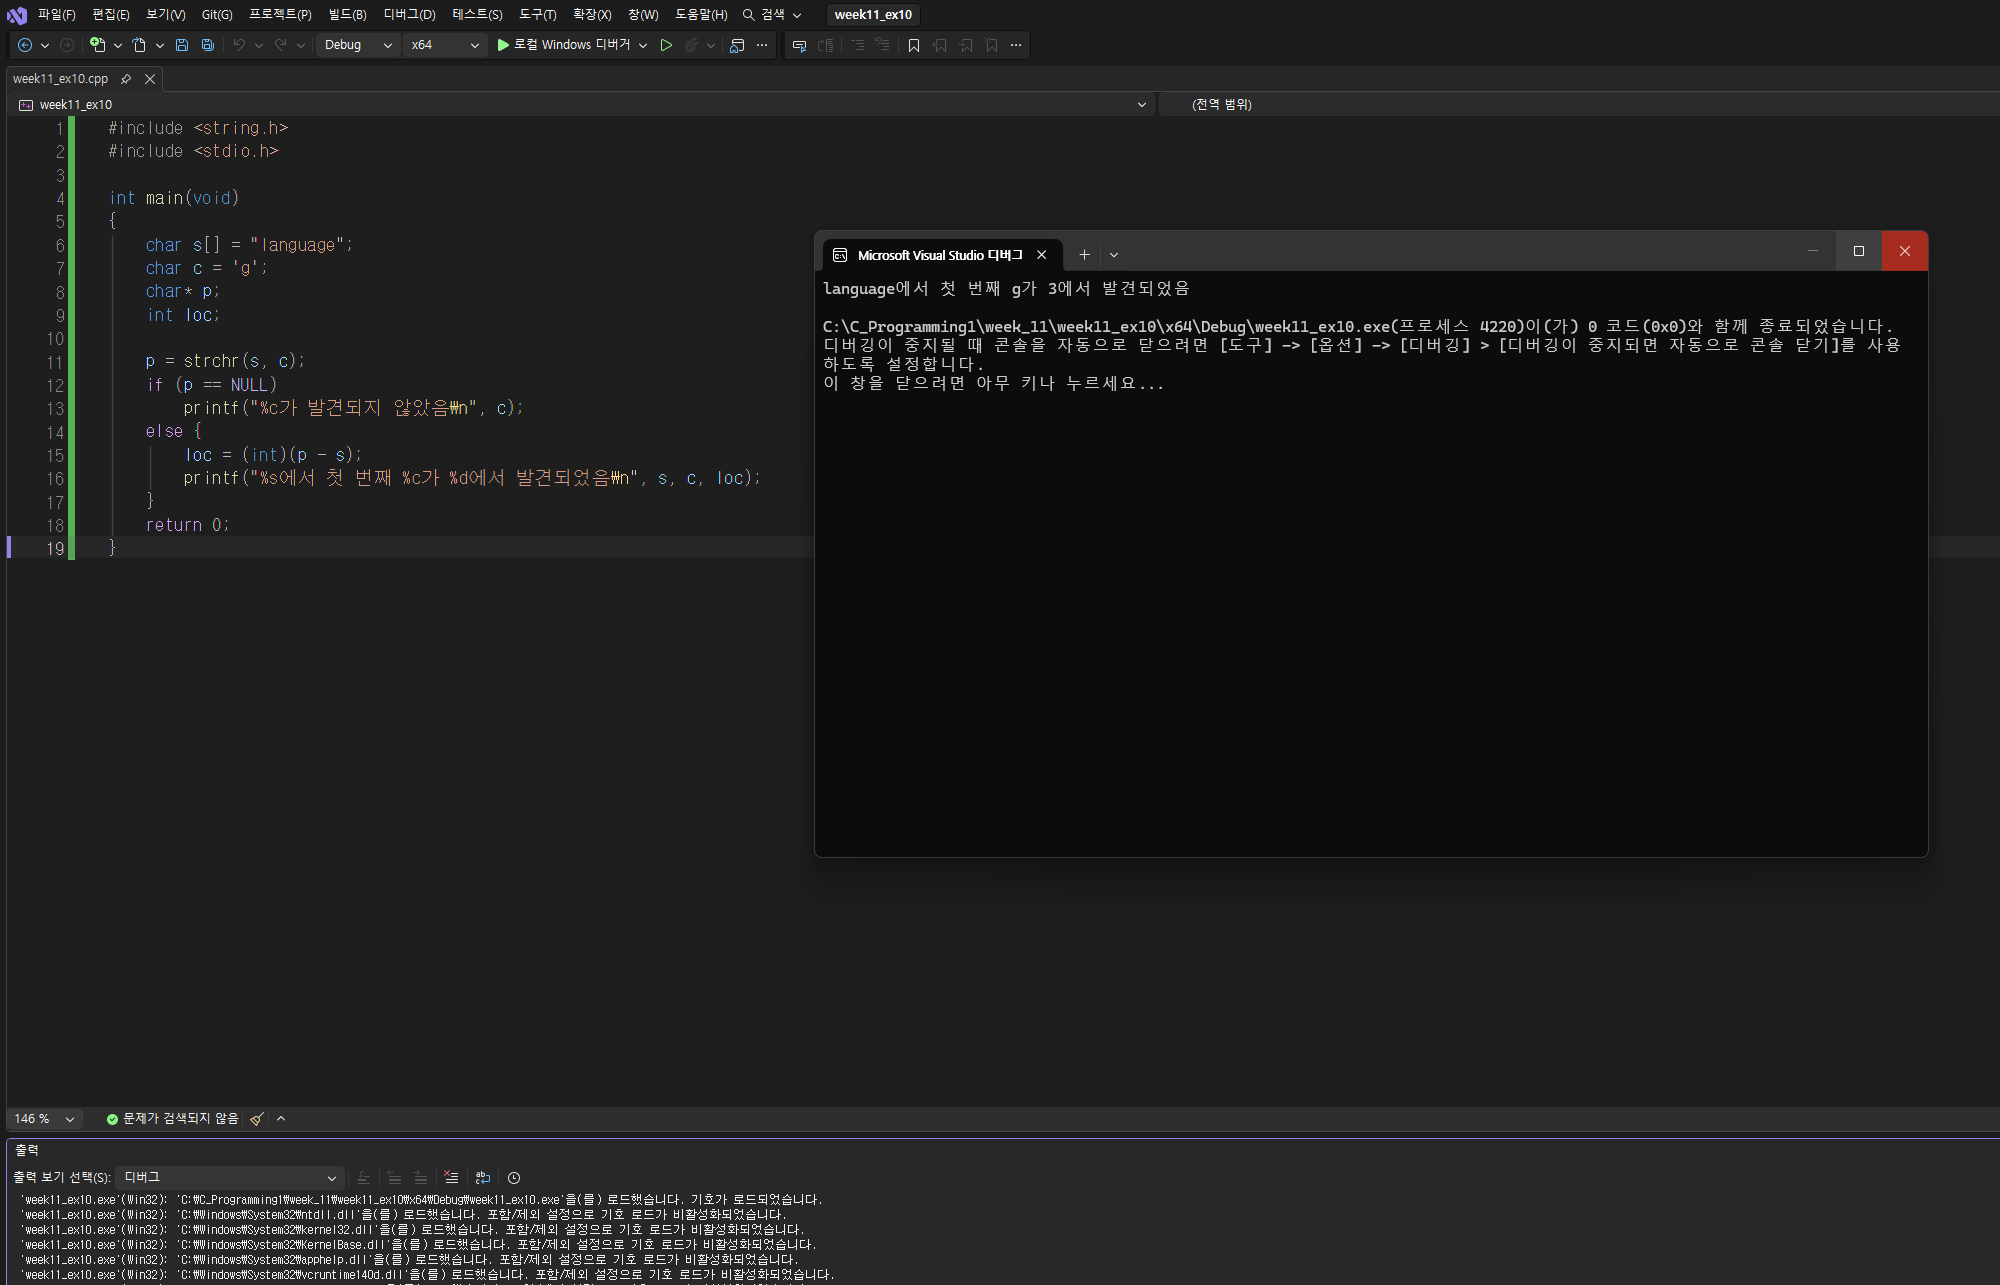 파일(F) 편집(E) 보기(V) Git(G) 프로젝트(P) 빌드(B) 디버그(D) 테스트(S) 도구(T) 확장(X) 창(W) 도움말(H) 검색 week11_ex10
Debug x64 로컬 Windows 디버거
week11_ex10.cpp
week11_ex10 (전역 범위)
1 #include <string.h>
2 #include <stdio.h>
3
4 int main(void)
5 {
6 char s[] = "language";
7 char c = 'g';
8 char* p;
9 int loc;
10
11 p = strchr(s, c);
12 if (p == NULL)
13 printf("%c가 발견되지 않았음₩n", c);
14 else {
15 loc = (int)(p - s);
16 printf("%s에서 첫 번째 %c가 %d에서 발견되었음₩n", s, c, loc);
17 }
18 return 0;
19 }
Microsoft Visual Studio 디버그
language에서 첫 번째 g가 3에서 발견되었음
C:\C_Programming1\week_11\week11_ex10\x64\Debug\week11_ex10.exe(프로세스 4220)이(가) 0 코드(0x0)와 함께 종료되었습니다.
디버깅이 중지될 때 콘솔을 자동으로 닫으려면 [도구] -> [옵션] -> [디버깅] > [디버깅이 중지되면 자동으로 콘솔 닫기]를 사용
하도록 설정합니다.
이 창을 닫으려면 아무 키나 누르세요...
146 % 문제가 검색되지 않음
출력
출력 보기 선택(S): 디버그
'week11_ex10.exe'(Win32): 'C:₩C_Programming1₩week_11₩week11_ex10₩x64₩Debug₩week11_ex10.exe'을(를) 로드했습니다. 기호가 로드되었습니다.
'week11_ex10.exe'(Win32): 'C:₩Windows₩System32₩ntdll.dll'을(를) 로드했습니다. 포함/제외 설정으로 기호 로드가 비활성화되었습니다.
'week11_ex10.exe'(Win32): 'C:₩Windows₩System32₩kernel32.dll'을(를) 로드했습니다. 포함/제외 설정으로 기호 로드가 비활성화되었습니다.
'week11_ex10.exe'(Win32): 'C:₩Windows₩System32₩KernelBase.dll'을(를) 로드했습니다. 포함/제외 설정으로 기호 로드가 비활성화되었습니다.
'week11_ex10.exe'(Win32): 'C:₩Windows₩System32₩apphelp.dll'을(를) 로드했습니다. 포함/제외 설정으로 기호 로드가 비활성화되었습니다.
'week11_ex10.exe'(Win32): 'C:₩Windows₩System32₩vcruntime140d.dll'을(를) 로드했습니다. 포함/제외 설정으로 기호 로드가 비활성화되었습니다.